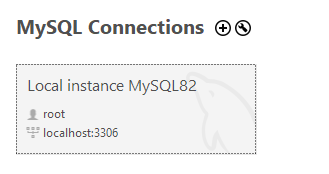 MySQL Connections
Local instance MySQL82
root
localhost:3306